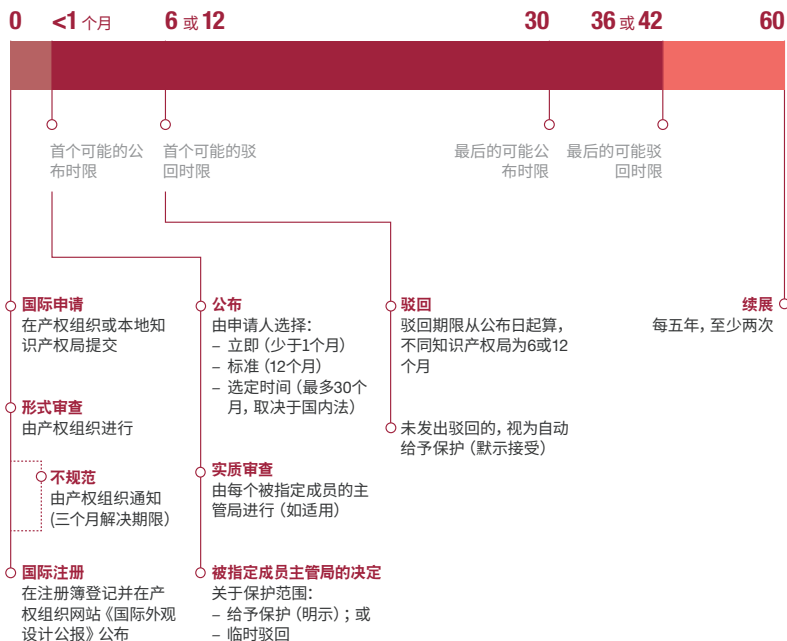 0 <1 个月 6 或 12 30 36 或 42 60
首个可能的公
布时限
首个可能的驳
回时限
最后的可能公
布时限
最后的可能驳
回时限
国际申请
在产权组织或本地知
识产权局提交
形式审查
由产权组织进行
不规范
由产权组织通知
(三个月解决期限)
国际注册
在注册簿登记并在产
权组织网站《国际外观
设计公报》公布
公布
由申请人选择：
– 立即（少于1个月）
– 标准（12个月）
– 选定时间（最多30个
月，取决于国内法）
实质审查
由每个被指定成员的主
管局进行（如适用）
被指定成员主管局的决定
关于保护范围：
– 给予保护（明示）；或
– 临时驳回
驳回
驳回期限从公布日起算，
不同知识产权局为6或12
个月
未发出驳回的，视为自动
给予保护（默示接受）
续展
每五年，至少两次